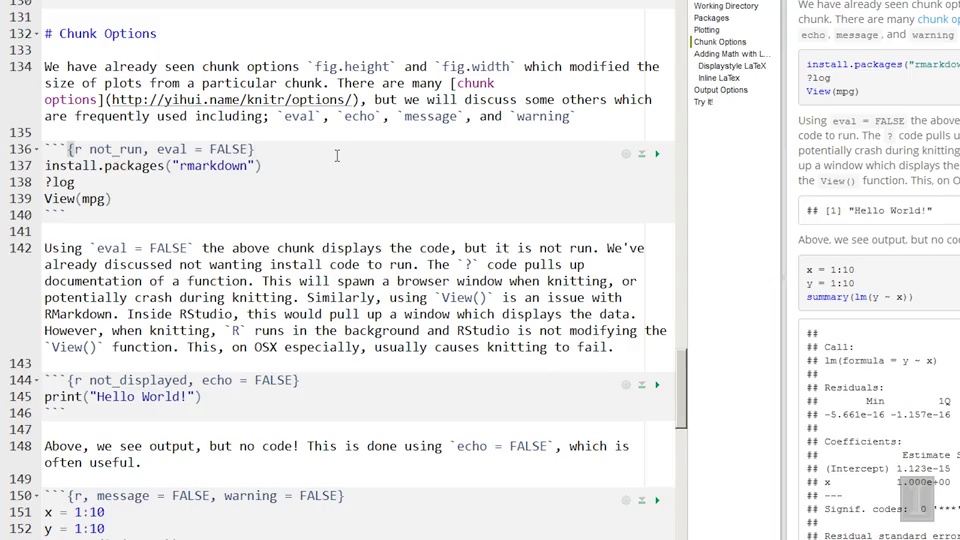 131
132 # Chunk Options
133
134 We have already seen chunk options `fig.height` and `fig.width` which modified the
size of plots from a particular chunk. There are many [chunk
options](http://yihui.name/knitr/options/), but we will discuss some others which
are frequently used including; `eval`, `echo`, `message`, and `warning`
135
136 ```{r not_run, eval = FALSE}
137 install.packages("rmarkdown")
138 ?log
139 View(mpg)
140 ```
141
142 Using `eval = FALSE` the above chunk displays the code, but it is not run. We've
already discussed not wanting install code to run. The `?` code pulls up
documentation of a function. This will spawn a browser window when knitting, or
potentially crash during knitting. Similarly, using `View()` is an issue with
RMarkdown. Inside RStudio, this would pull up a window which displays the data.
However, when knitting, `R` runs in the background and RStudio is not modifying the
`View()` function. This, on OSX especially, usually causes knitting to fail.
143
144 ```{r not_displayed, echo = FALSE}
145 print("Hello World!")
146 ```
147
148 Above, we see output, but no code! This is done using `echo = FALSE`, which is
often useful.
149
150 ```{r, message = FALSE, warning = FALSE}
151 x = 1:10
152 y = 1:10
Working Directory
Packages
Plotting
Chunk Options
Adding Math with L...
Displaystyle LaTeX
Inline LaTex
Output Options
Try It!
We have already seen chunk opt
chunk. There are many chunk o
echo, message, and warning
install.packages("rmarkdow
?log
View(mpg)
Using eval = FALSE the above
code to run. The ? code pulls u
potentially crash during knitting
up a window which displays the
the View() function. This, on O
## [1] "Hello World!"
Above, we see output, but no cod
x = 1:10
y = 1:10
summary(lm(y ~ x))
##
## Call:
## lm(formula = y ~ x)
##
## Residuals:
## Min 1Q
## -5.661e-16 -1.157e-16
##
## Coefficients:
## Estimate S
## (Intercept) 1.123e-15
## x 1.000e+00
## ---
## Signif. codes: 0 '***'
##
## Residual standard erro